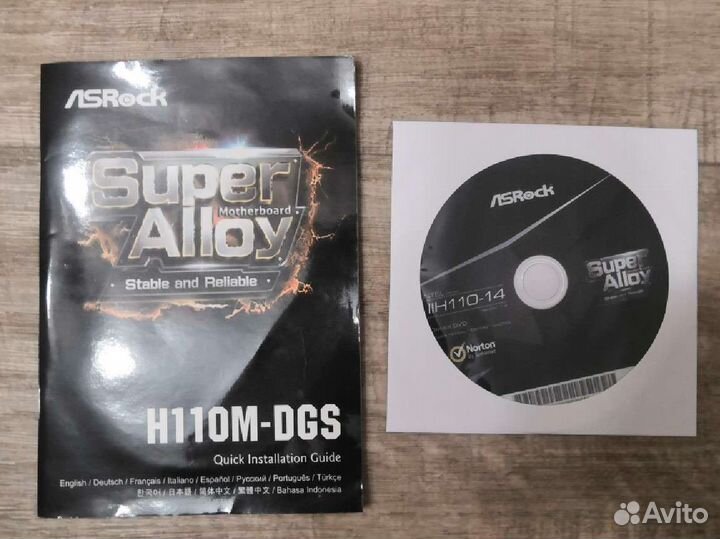 ASRock
Super
Motherboard
Alloy
Stable and Reliable
H110M-DGS
Quick Installation Guide
English / Deutsch / Français / Italiano / Español / Русский / Português / Türkçe
한국어 / 日本語 / 简体中文 / 繁體中文 / Bahasa Indonesia
ASRock
Super
Alloy
H110-14
Norton
Avito